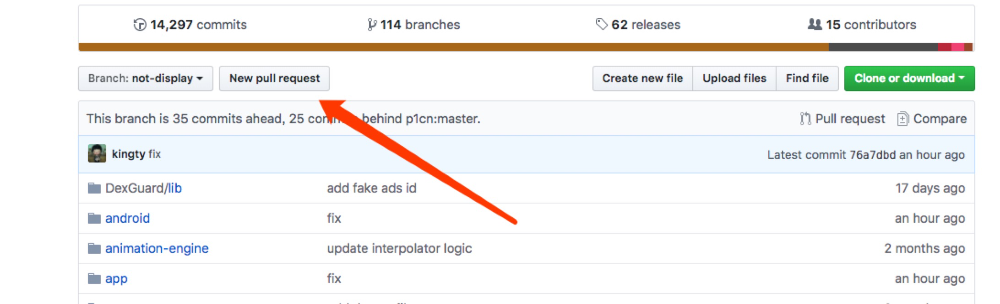 14,297 commits 114 branches 62 releases 15 contributors
Branch: not-display New pull request Create new file Upload files Find file Clone or download
This branch is 35 commits ahead, 25 behind p1cn:master. Pull request Compare
kingty fix Latest commit 76a7dbd an hour ago
DexGuard/lib add fake ads id 17 days ago
android fix an hour ago
animation-engine update interpolator logic 2 months ago
app fix an hour ago